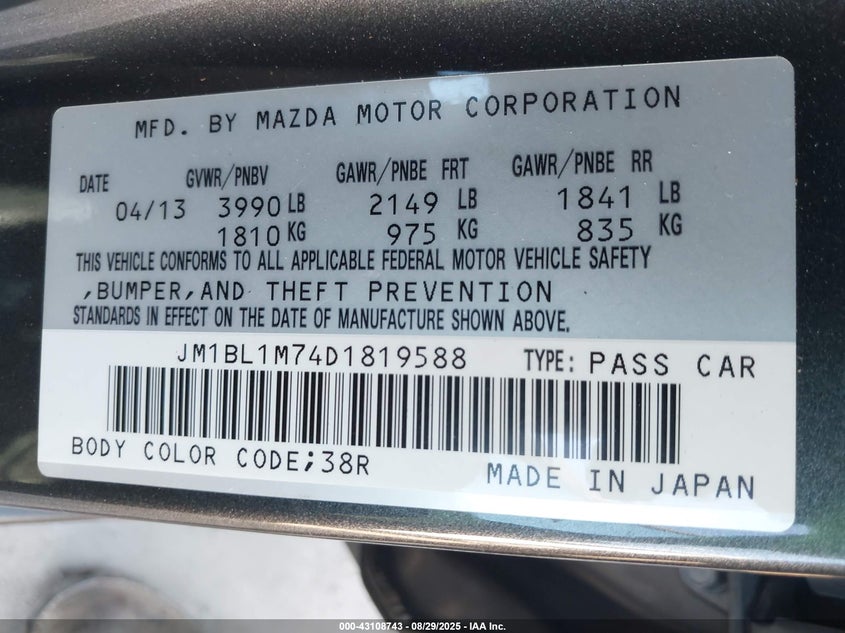 MFD. BY MAZDA MOTOR CORPORATION
DATE GVWR/PNBV GAWR/PNBE FRT GAWR/PNBE RR
04/13 3990 LB 2149 LB 1841 LB
1810 KG 975 KG 835 KG
THIS VEHICLE CONFORMS TO ALL APPLICABLE FEDERAL MOTOR VEHICLE SAFETY
,BUMPER,AND THEFT PREVENTION
STANDARDS IN EFFECT ON THE DATE OF MANUFACTURE SHOWN ABOVE.
JM1BL1M74D1819588 TYPE: PASS CAR
BODY COLOR CODE;38R
MADE IN JAPAN
000-43108743 / 08/29/2025 - IAA Inc.